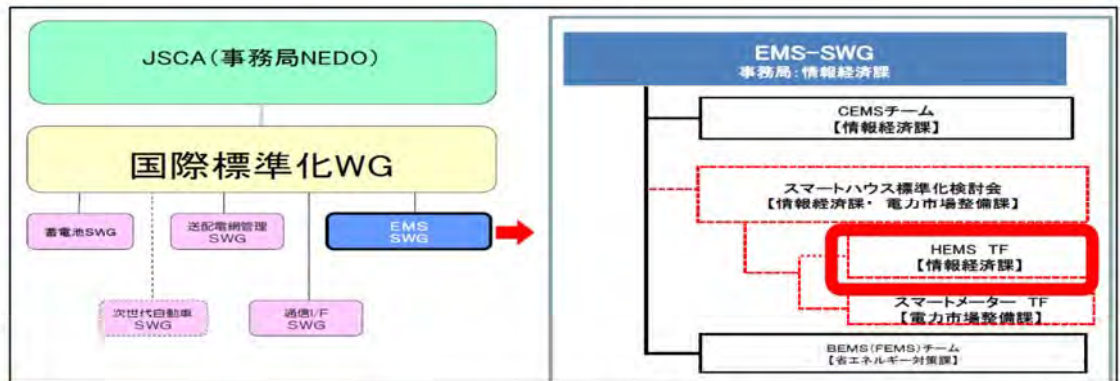 JSCA(事務局NEDO)
国際標準化WG
蓄電池SWG
送配電網管理
SWG
EMS
SWG
次世代自動車
SWG
通信I/F
SWG
EMS-SWG
事務局:情報経済課
CEMSチーム
【情報経済課】
スマートハウス標準化検討会
【情報経済課・ 電力市場整備課】
HEMS TF
【情報経済課】
スマートメーター TF
【電力市場整備課】
BEMS(FEMS)チーム
【省エネルギー対策課】